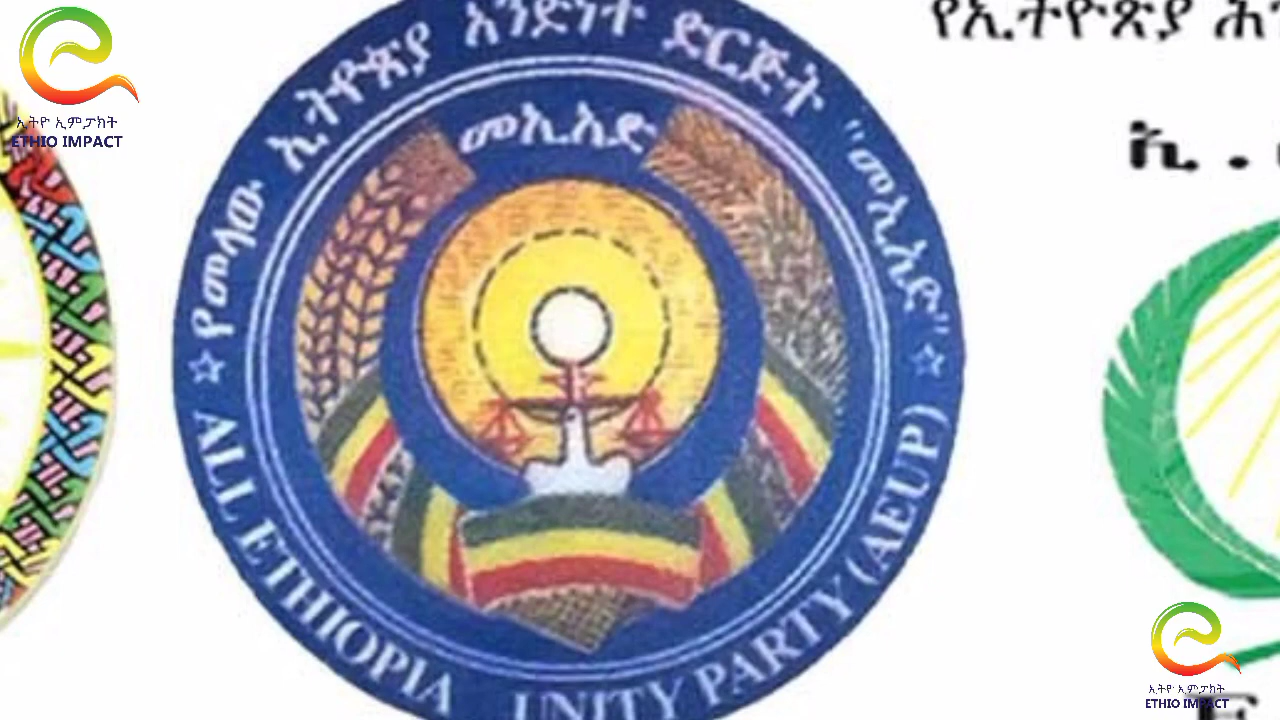 ኢትዮ ኢምፓክት
ETHIO IMPACT
የመላው ኢትዮጵያ አንድነት ድርጅት "መኢአድ"
መኢአድ
ALL ETHIOPIA UNITY PARTY (AEUP)
የኢትዮጵያ
ኢትዮ ኢምፓክት
ETHIO IMPACT